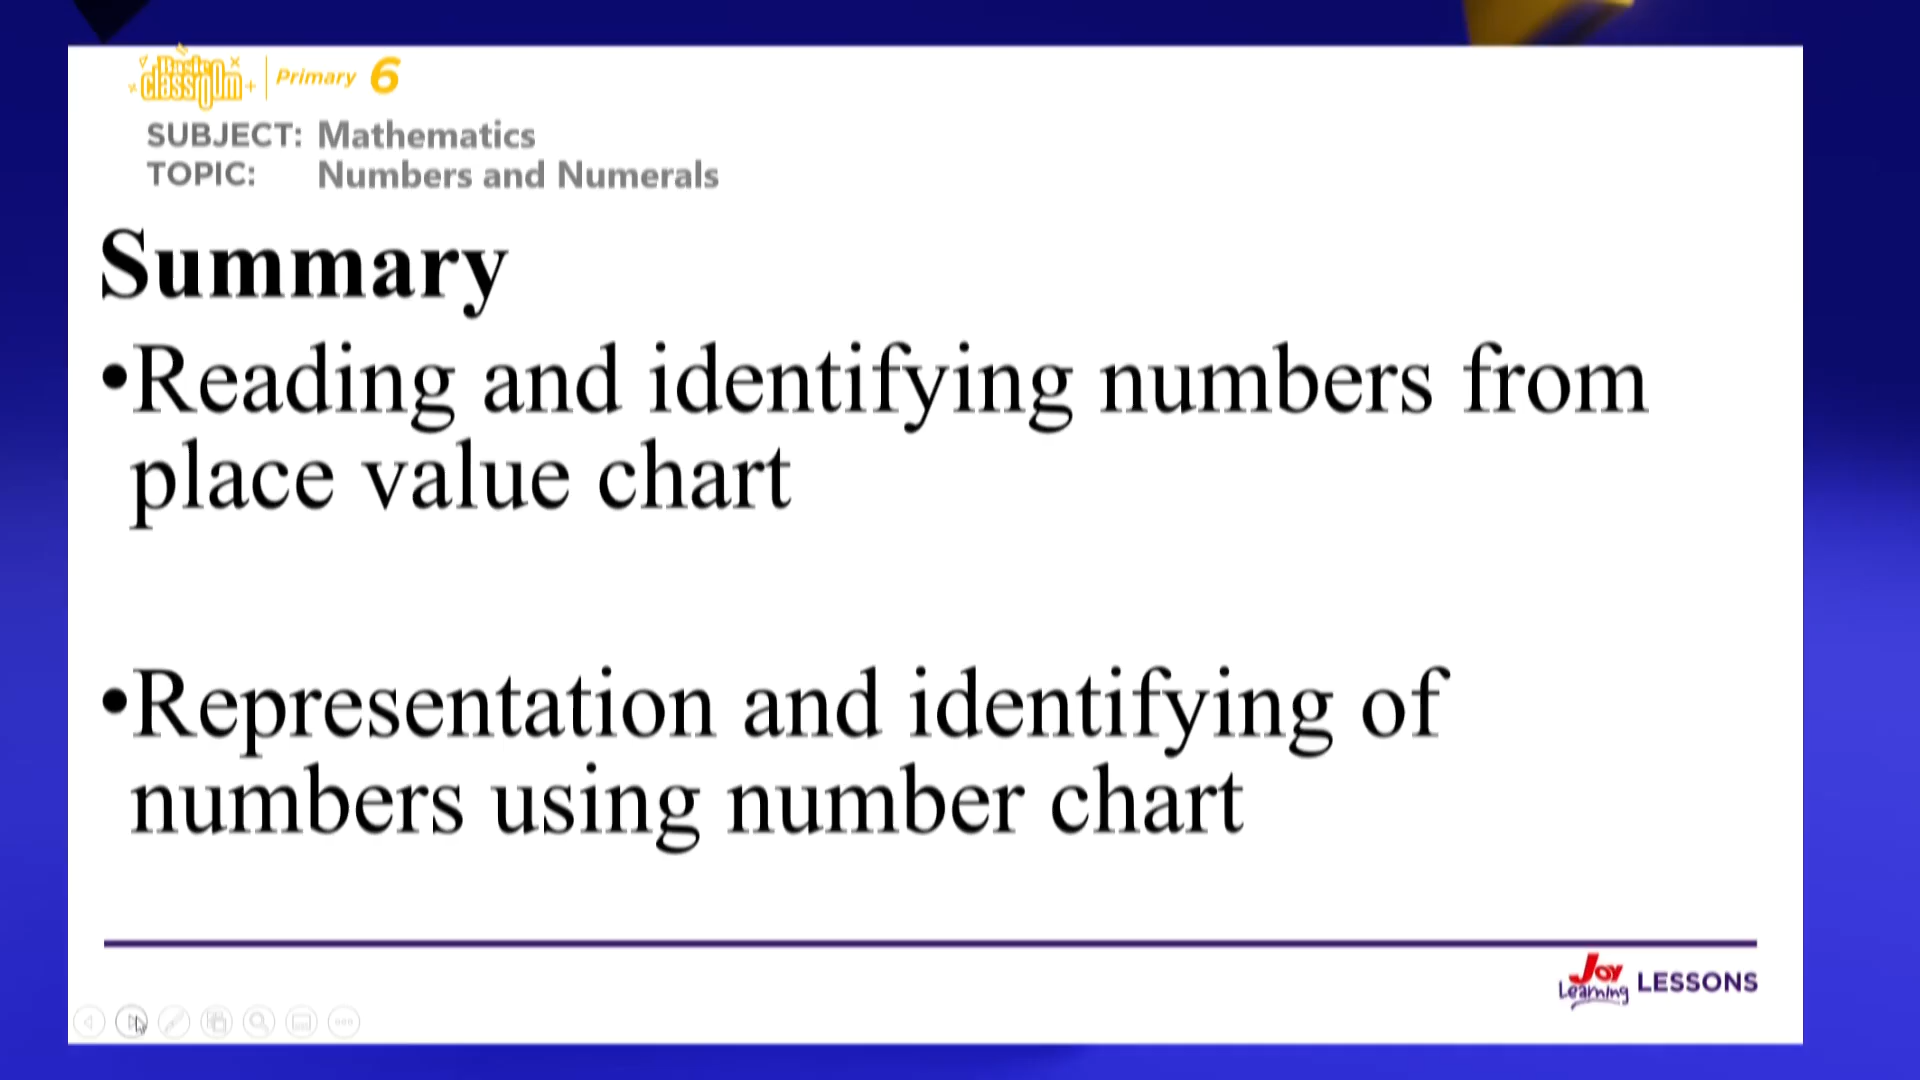 Basic
classroom
Primary 6
SUBJECT: Mathematics
TOPIC: Numbers and Numerals
Summary
•Reading and identifying numbers from
place value chart
•Representation and identifying of
numbers using number chart
Joy
Learning LESSONS